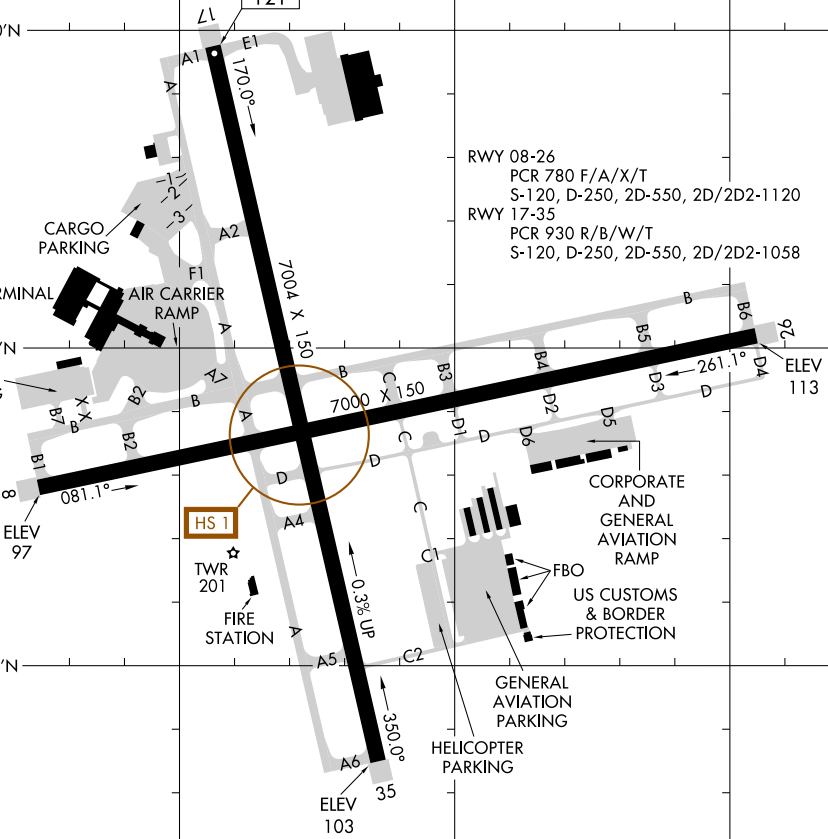 121
17
0'N
A1
E1
A
170.0°
RWY 08-26
PCR 780 F/A/X/T
S-120, D-250, 2D-550, 2D/2D2-1120
RWY 17-35
PCR 930 R/B/W/T
S-120, D-250, 2D-550, 2D/2D2-1058
1
2
3
CARGO
PARKING
A2
F1
7004 X 150
RMINAL
AIR CARRIER
RAMP
A
B
B6
26
B5
B4
'N
B
C
B3
261.1°
ELEV
113
D4
D3
D
A7
B2
B
A
7000 X 150
D2
D5
G
B7
X
X
B
B2
C
D1
D
D6
B1
D
D
8
081.1°
ELEV
97
HS 1
A4
C
CORPORATE
AND
GENERAL
AVIATION
RAMP
TWR
201
C1
FBO
FIRE
STATION
0.3% UP
US CUSTOMS
& BORDER
PROTECTION
A
A5
C2
'N
GENERAL
AVIATION
PARKING
350.0°
HELICOPTER
PARKING
A6
35
ELEV
103